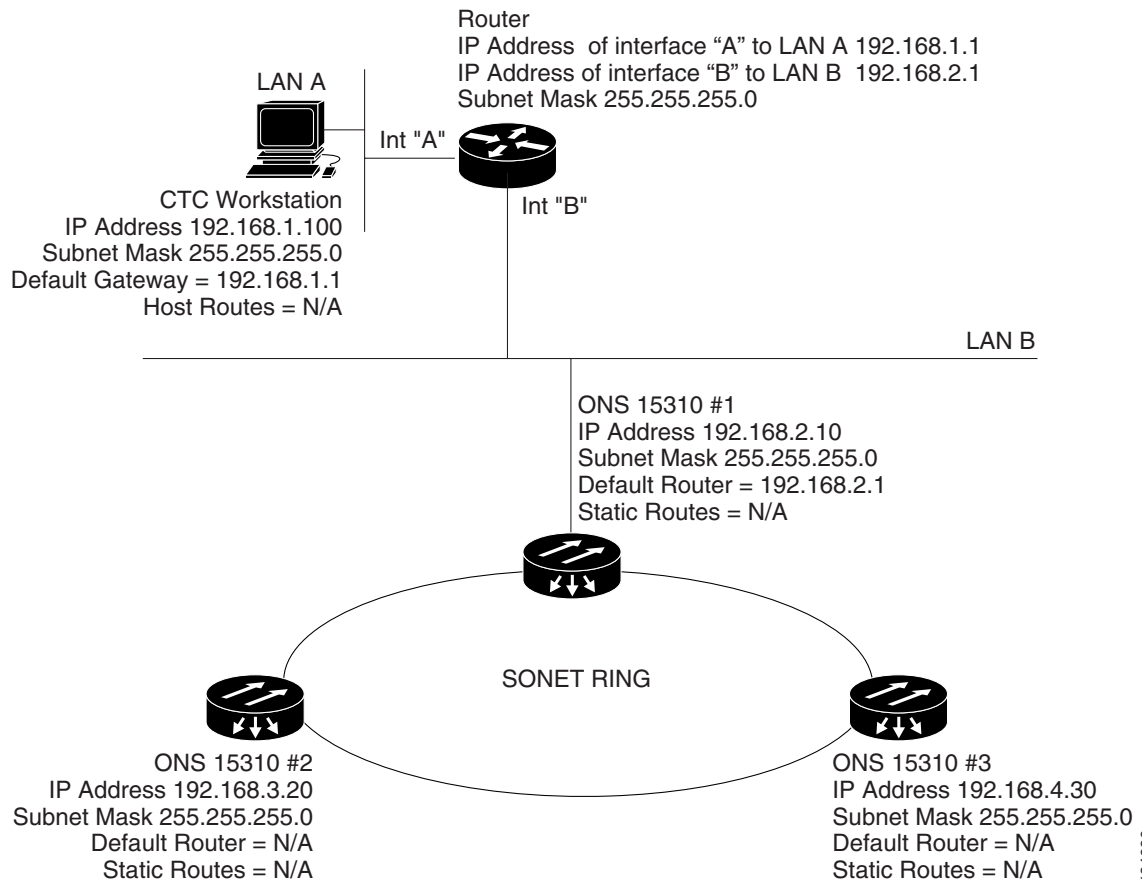 Router
IP Address of interface “A” to LAN A 192.168.1.1
IP Address of interface “B” to LAN B 192.168.2.1
Subnet Mask 255.255.255.0
LAN A
Int "A"
CTC Workstation
IP Address 192.168.1.100
Subnet Mask 255.255.255.0
Default Gateway = 192.168.1.1
Host Routes = N/A
Int "B"
LAN B
ONS 15310 #1
IP Address 192.168.2.10
Subnet Mask 255.255.255.0
Default Router = 192.168.2.1
Static Routes = N/A
SONET RING
ONS 15310 #2
IP Address 192.168.3.20
Subnet Mask 255.255.255.0
Default Router = N/A
Static Routes = N/A
ONS 15310 #3
IP Address 192.168.4.30
Subnet Mask 255.255.255.0
Default Router = N/A
Static Routes = N/A